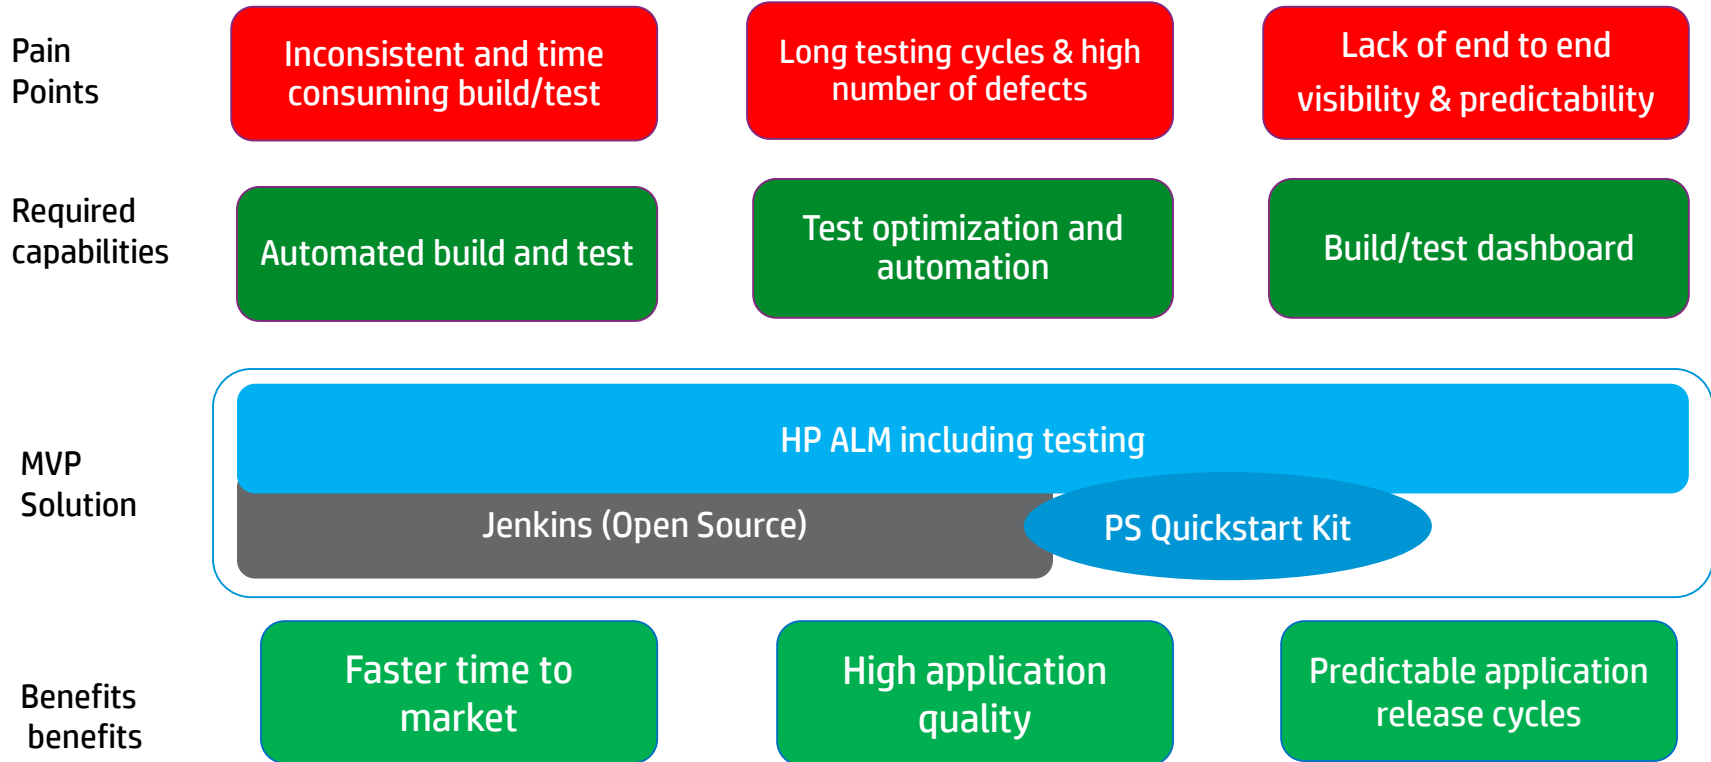 Pain
Points
Inconsistent and time
consuming build/test
Long testing cycles & high
number of defects
Lack of end to end
visibility & predictability
Required
capabilities
Automated build and test
Test optimization and
automation
Build/test dashboard
MVP
Solution
HP ALM including testing
Jenkins (Open Source)
PS Quickstart Kit
Benefits
benefits
Faster time to
market
High application
quality
Predictable application
release cycles